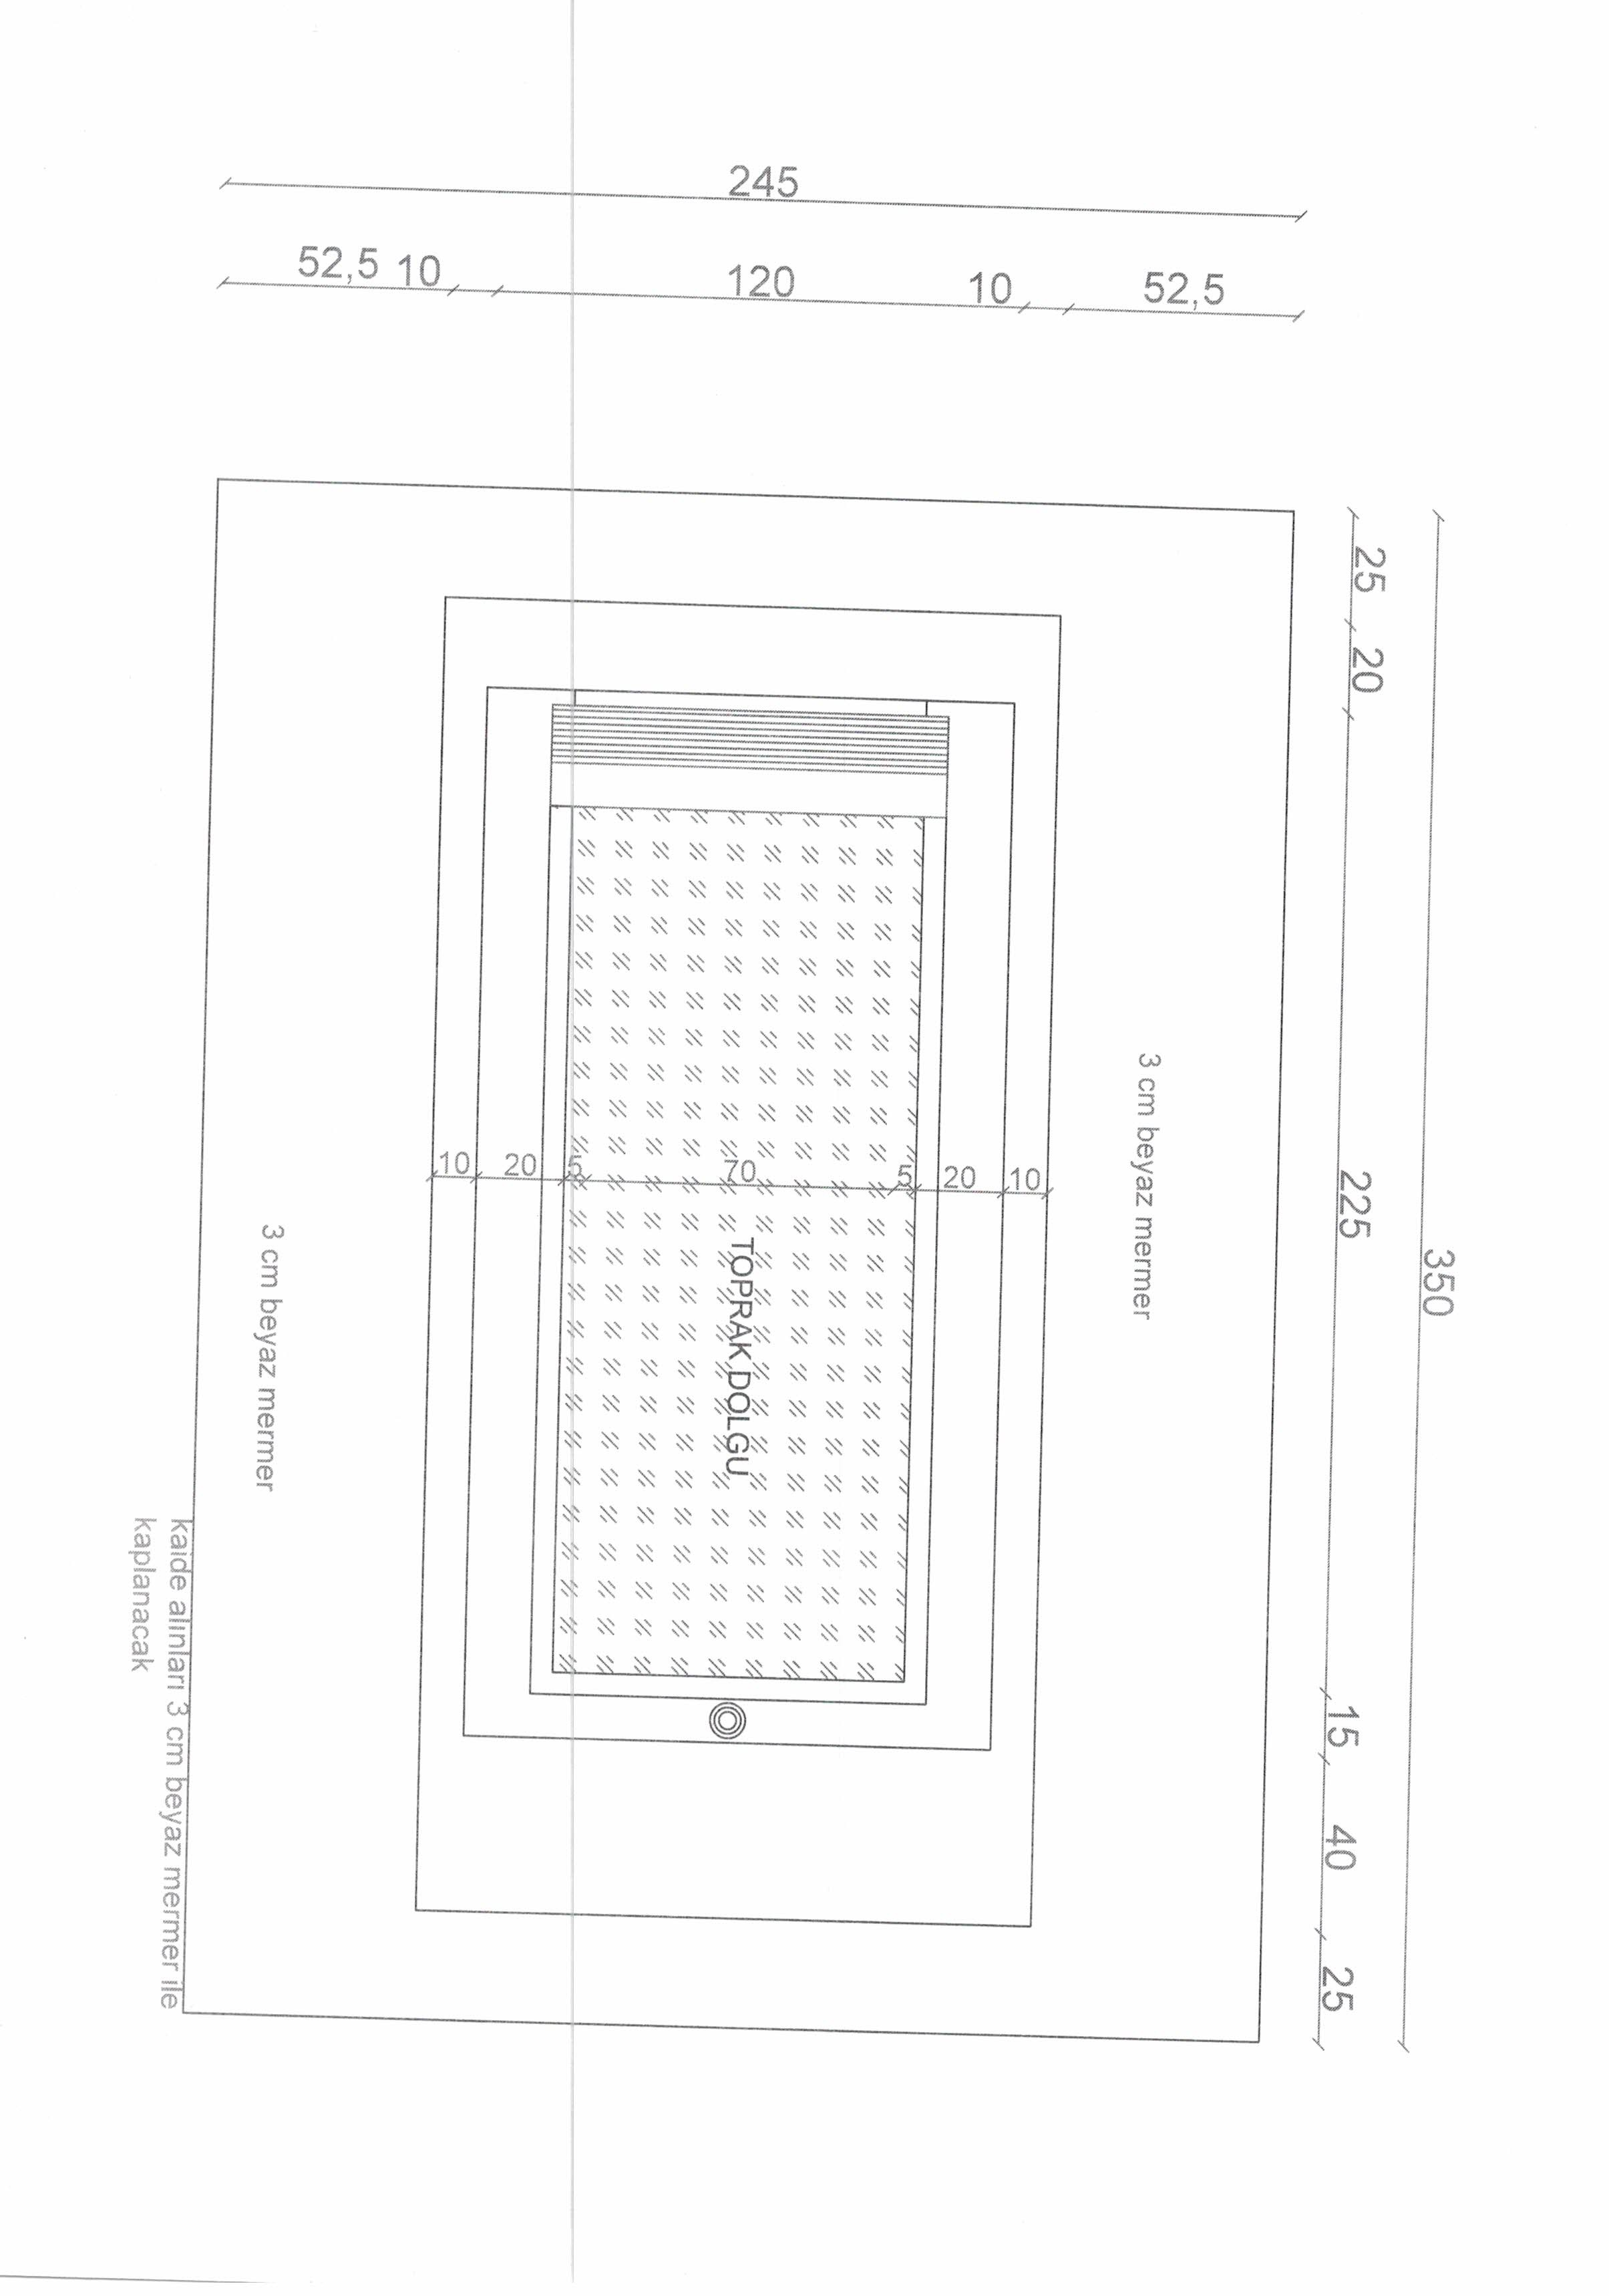 245
52,5 10 120 10 52,5
25
20
225
15
40
25
350
3 cm beyaz mermer
10 20 5 70 5 20 10
TOPRAK DOLGU
3 cm beyaz mermer
kaide alınları 3 cm beyaz mermer ile
kaplanacak